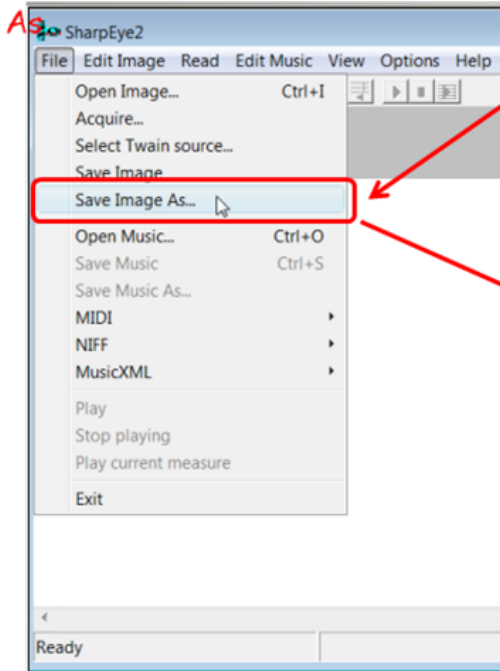 As
SharpEye2
File Edit Image Read Edit Music View Options Help
Open Image... Ctrl+I
Acquire...
Select Twain source...
Save Image
Save Image As...
Open Music... Ctrl+O
Save Music Ctrl+S
Save Music As...
MIDI
NIFF
MusicXML
Play
Stop playing
Play current measure
Exit
Ready